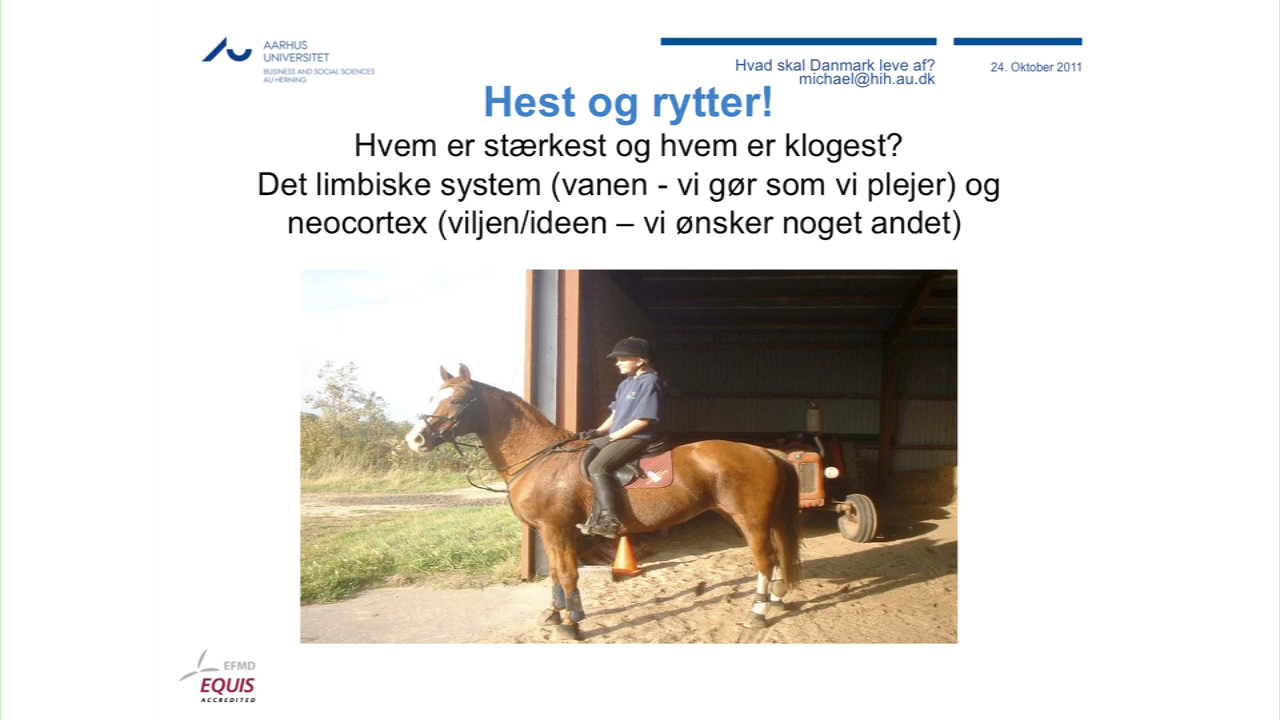 AARHUS
UNIVERSITET
BUSINESS AND SOCIAL SCIENCES
AU HERNING
Hvad skal Danmark leve af?
michael@hih.au.dk
24. Oktober 2011
Hest og rytter!
Hvem er stærkest og hvem er klogest?
Det limbiske system (vanen - vi gør som vi plejer) og
neocortex (viljen/ideen – vi ønsker noget andet)
EFMD
EQUIS
ACCREDITED